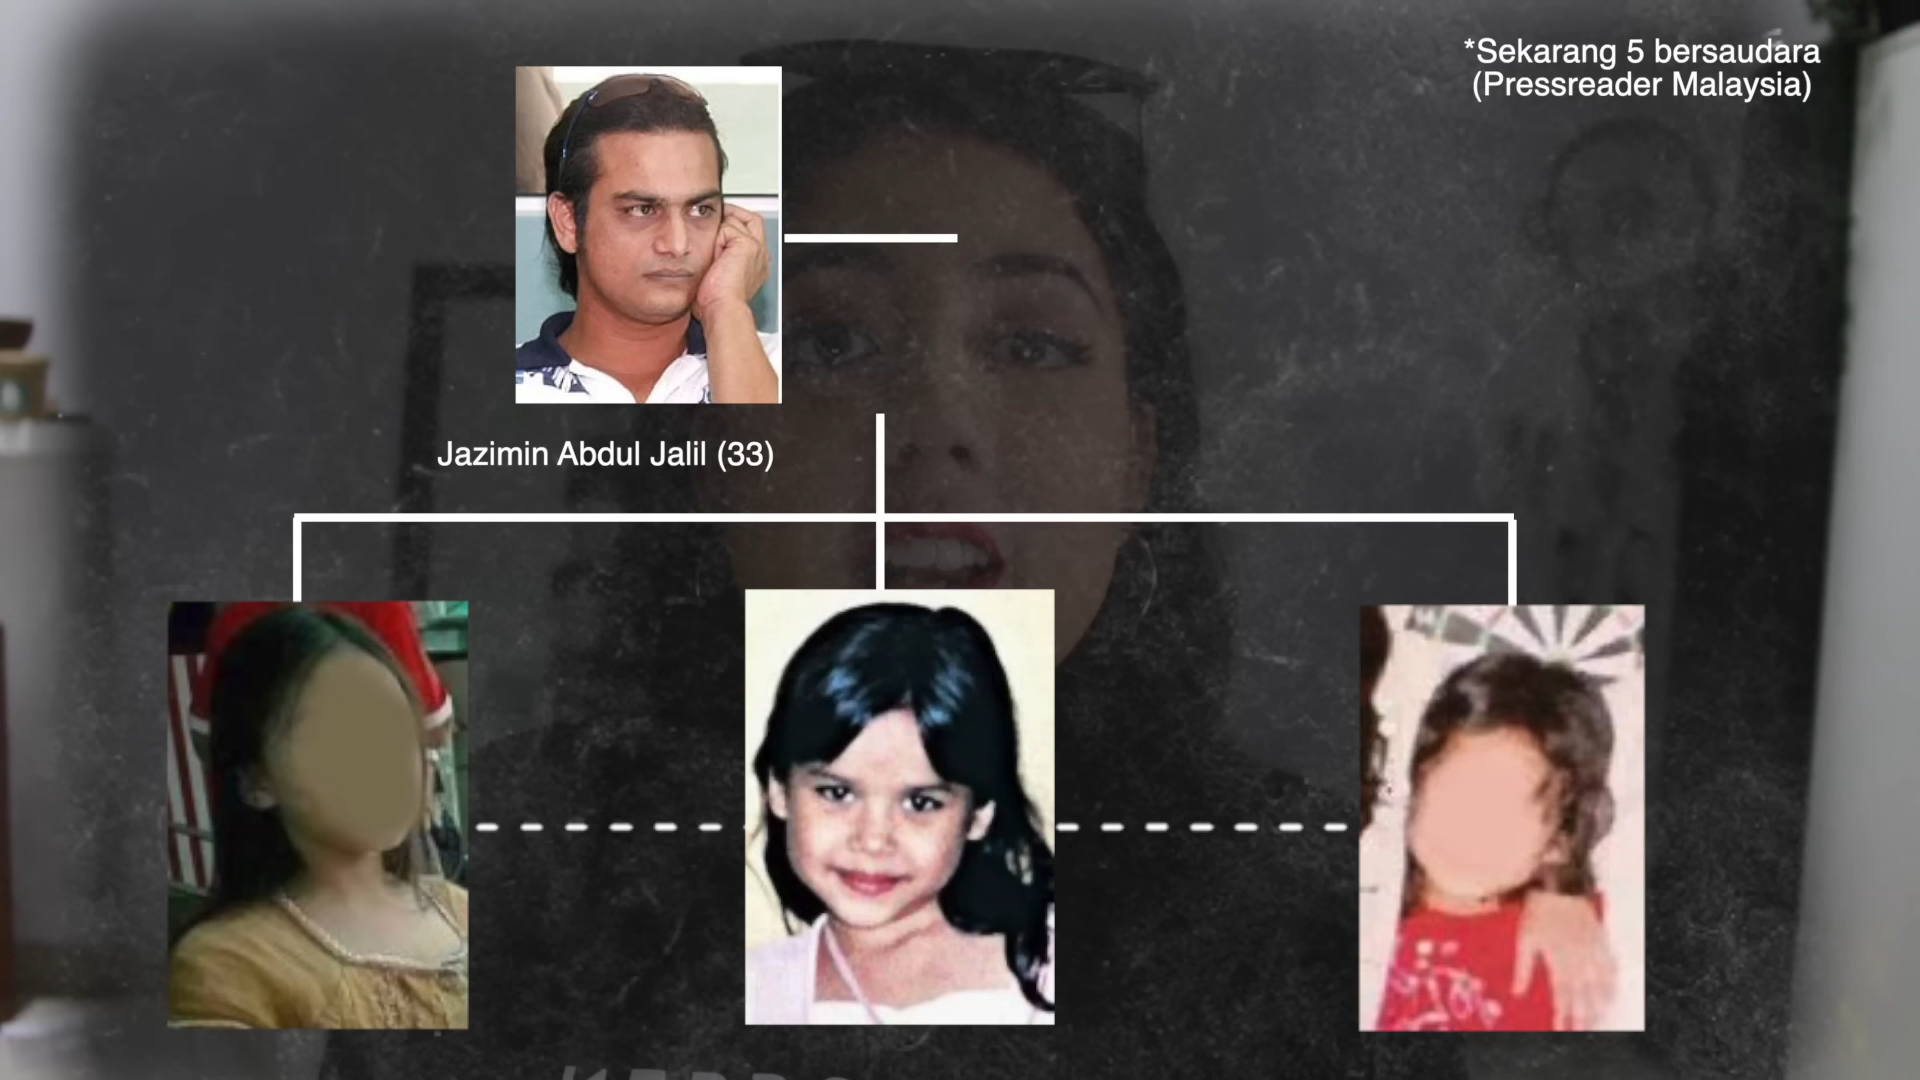 *Sekarang 5 bersaudara
(Pressreader Malaysia)
Jazimin Abdul Jalil (33)